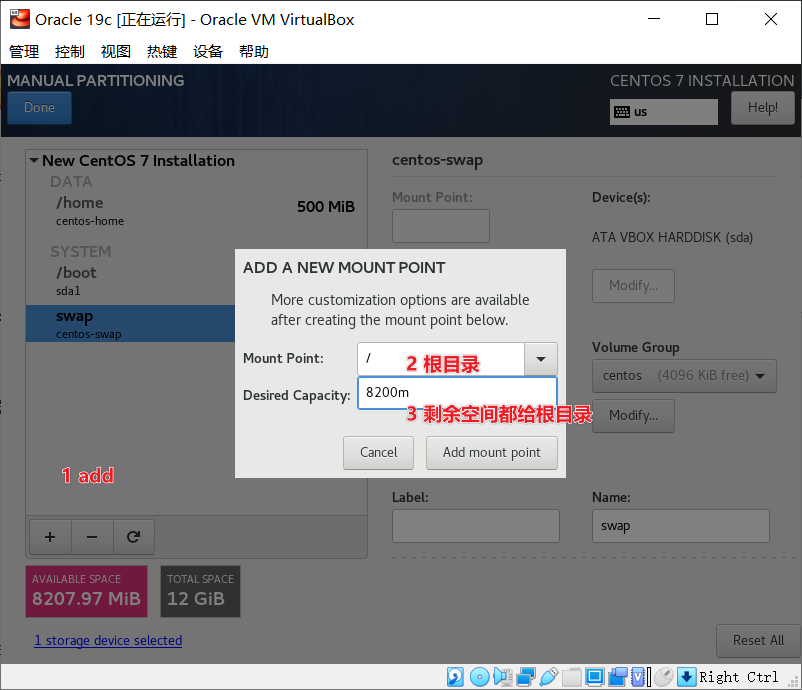 Oracle 19c [正在运行] - Oracle VM VirtualBox
管理 控制 视图 热键 设备 帮助
MANUAL PARTITIONING
CENTOS 7 INSTALLATION
Done
us
Help!
New CentOS 7 Installation
DATA
/home
500 MiB
centos-home
SYSTEM
/boot
sda1
swap
centos-swap
1 add
+ −
AVAILABLE SPACE
8207.97 MiB
TOTAL SPACE
12 GiB
1 storage device selected
centos-swap
Mount Point:
Device(s):
ATA VBOX HARDDISK (sda)
Modify...
Volume Group
centos (4096 KiB free)
Modify...
Label:
Name:
swap
Reset All
ADD A NEW MOUNT POINT
More customization options are available
after creating the mount point below.
Mount Point: /
2 根目录
Desired Capacity: 8200m
3 剩余空间都给根目录
Cancel
Add mount point
Right Ctrl